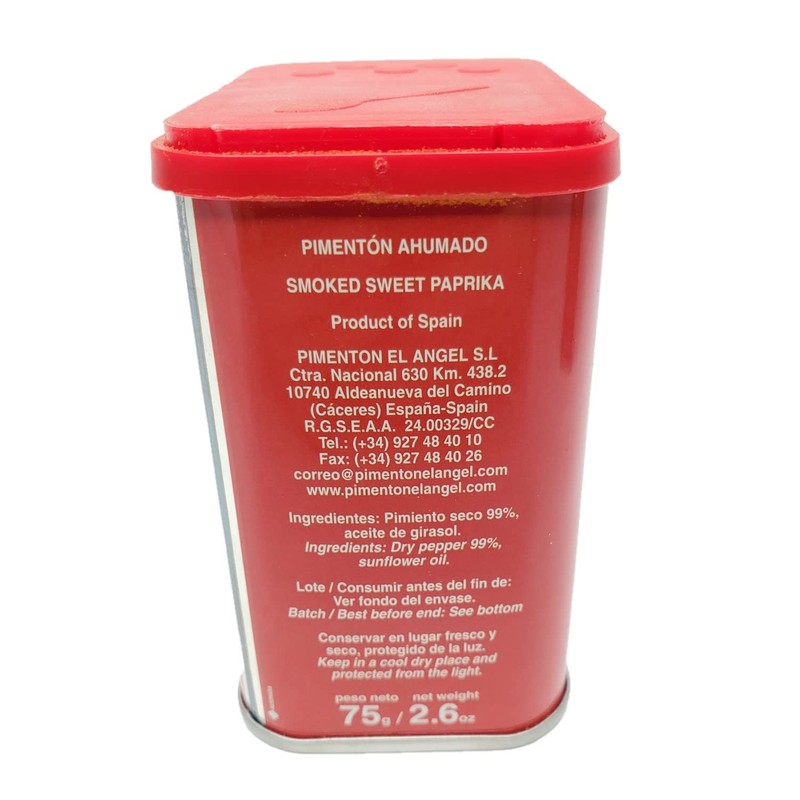 PIMENTÓN AHUMADO
SMOKED SWEET PAPRIKA
Product of Spain
PIMENTON EL ANGEL S.L
Ctra. Nacional 630 Km. 438.2
10740 Aldeanueva del Camino
(Cáceres) España-Spain
R.G.S.E.A.A. 24.00329/CC
Tel.: (+34) 927 48 40 10
Fax: (+34) 927 48 40 26
correo@pimentonelangel.com
www.pimentonelangel.com
Ingredientes: Pimiento seco 99%,
aceite de girasol.
Ingredients: Dry pepper 99%,
sunflower oil.
Lote / Consumir antes del fin de:
Ver fondo del envase.
Batch / Best before end: See bottom
Conservar en lugar fresco y
seco, protegido de la luz.
Keep in a cool dry place and
protected from the light.
peso neto net weight
75g / 2.6oz